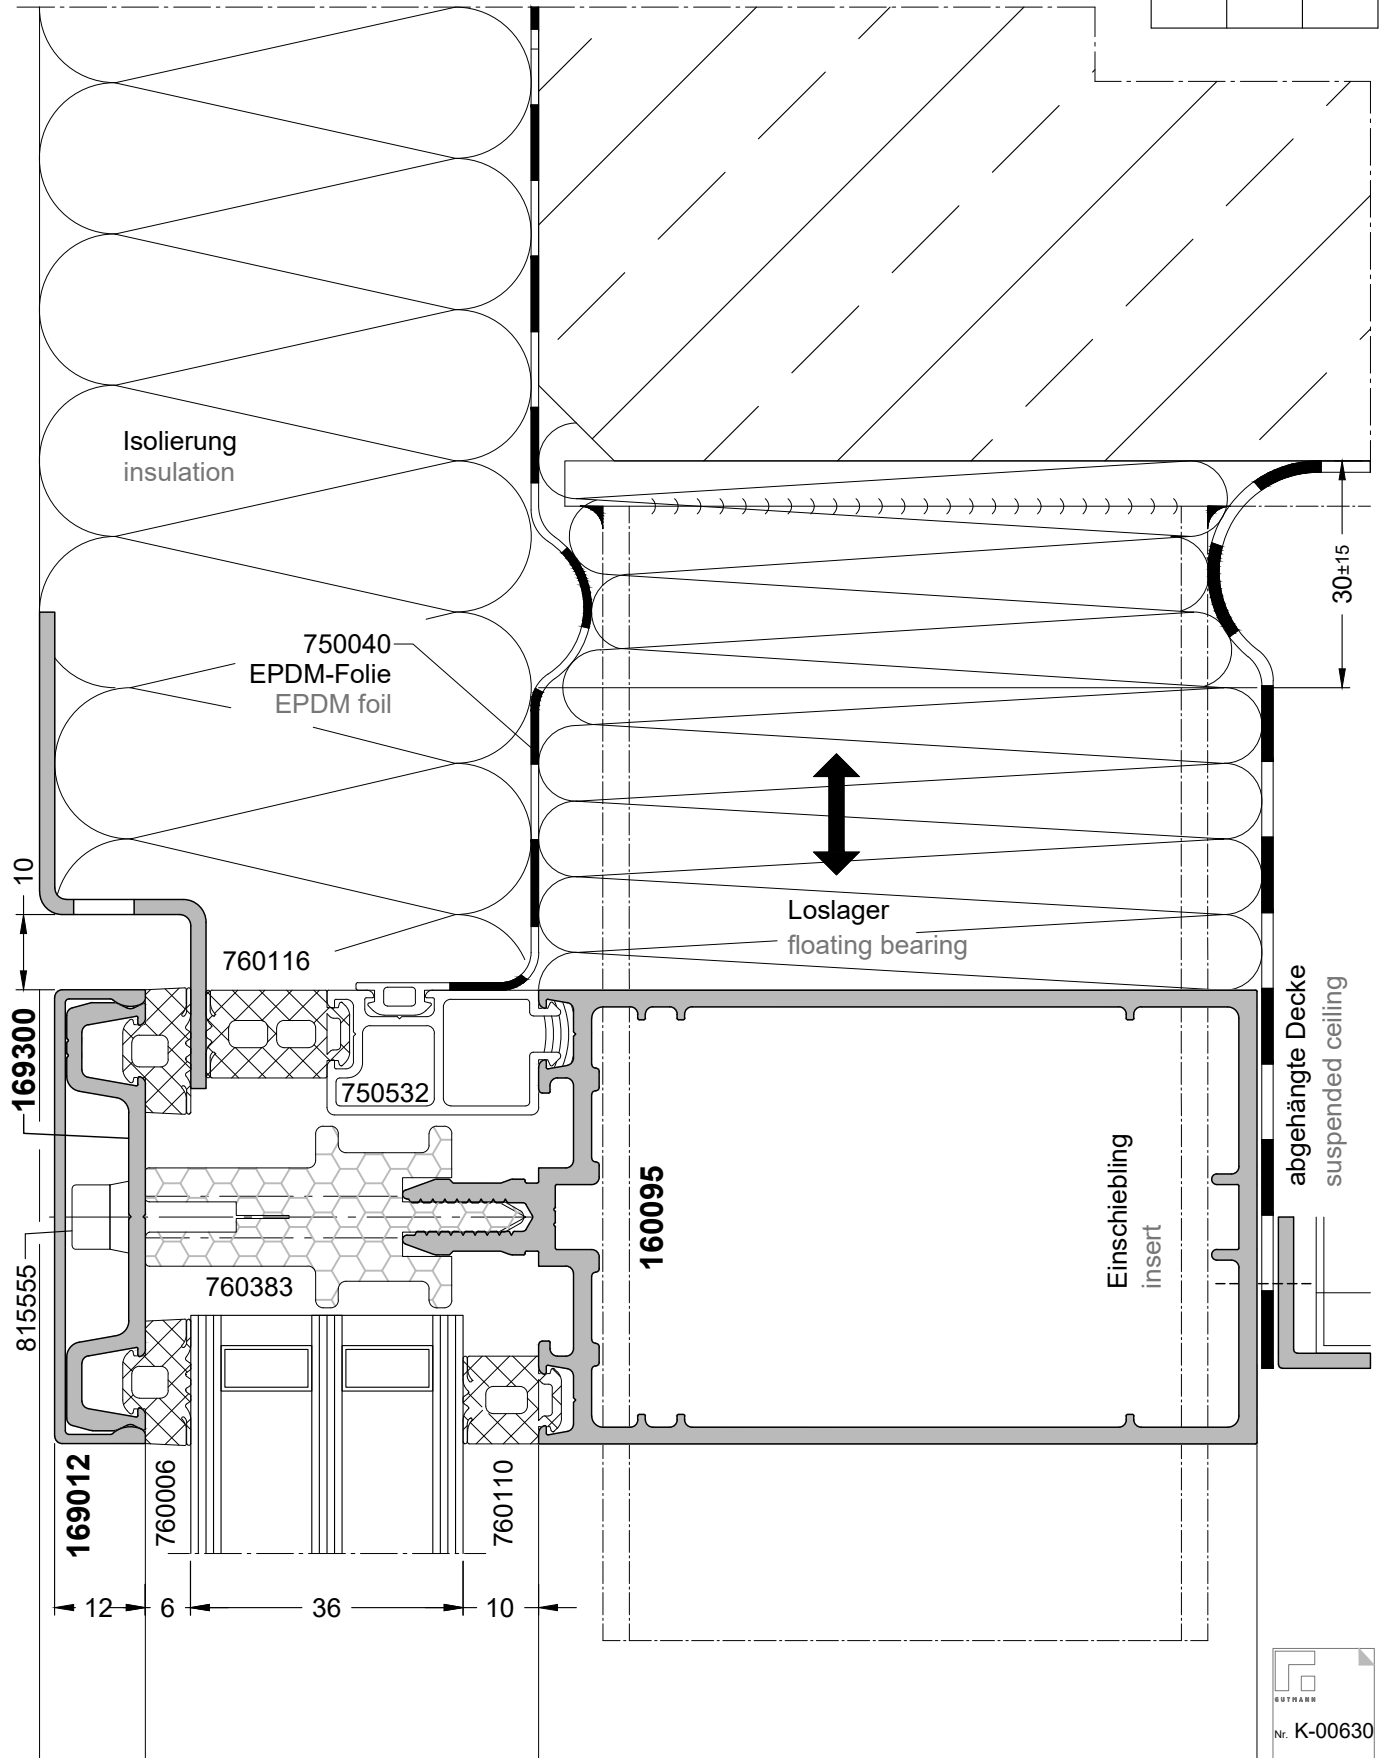 Isolierung
insulation
30±15
750040
EPDM-Folie
EPDM foil
10
Loslager
floating bearing
760116
abgehängte Decke
suspended ceilling
169300
750532
Einschiebling
insert
160095
815555
760383
169012
760006
760110
12
6
36
10
GUTMANN
Nr. K-00630